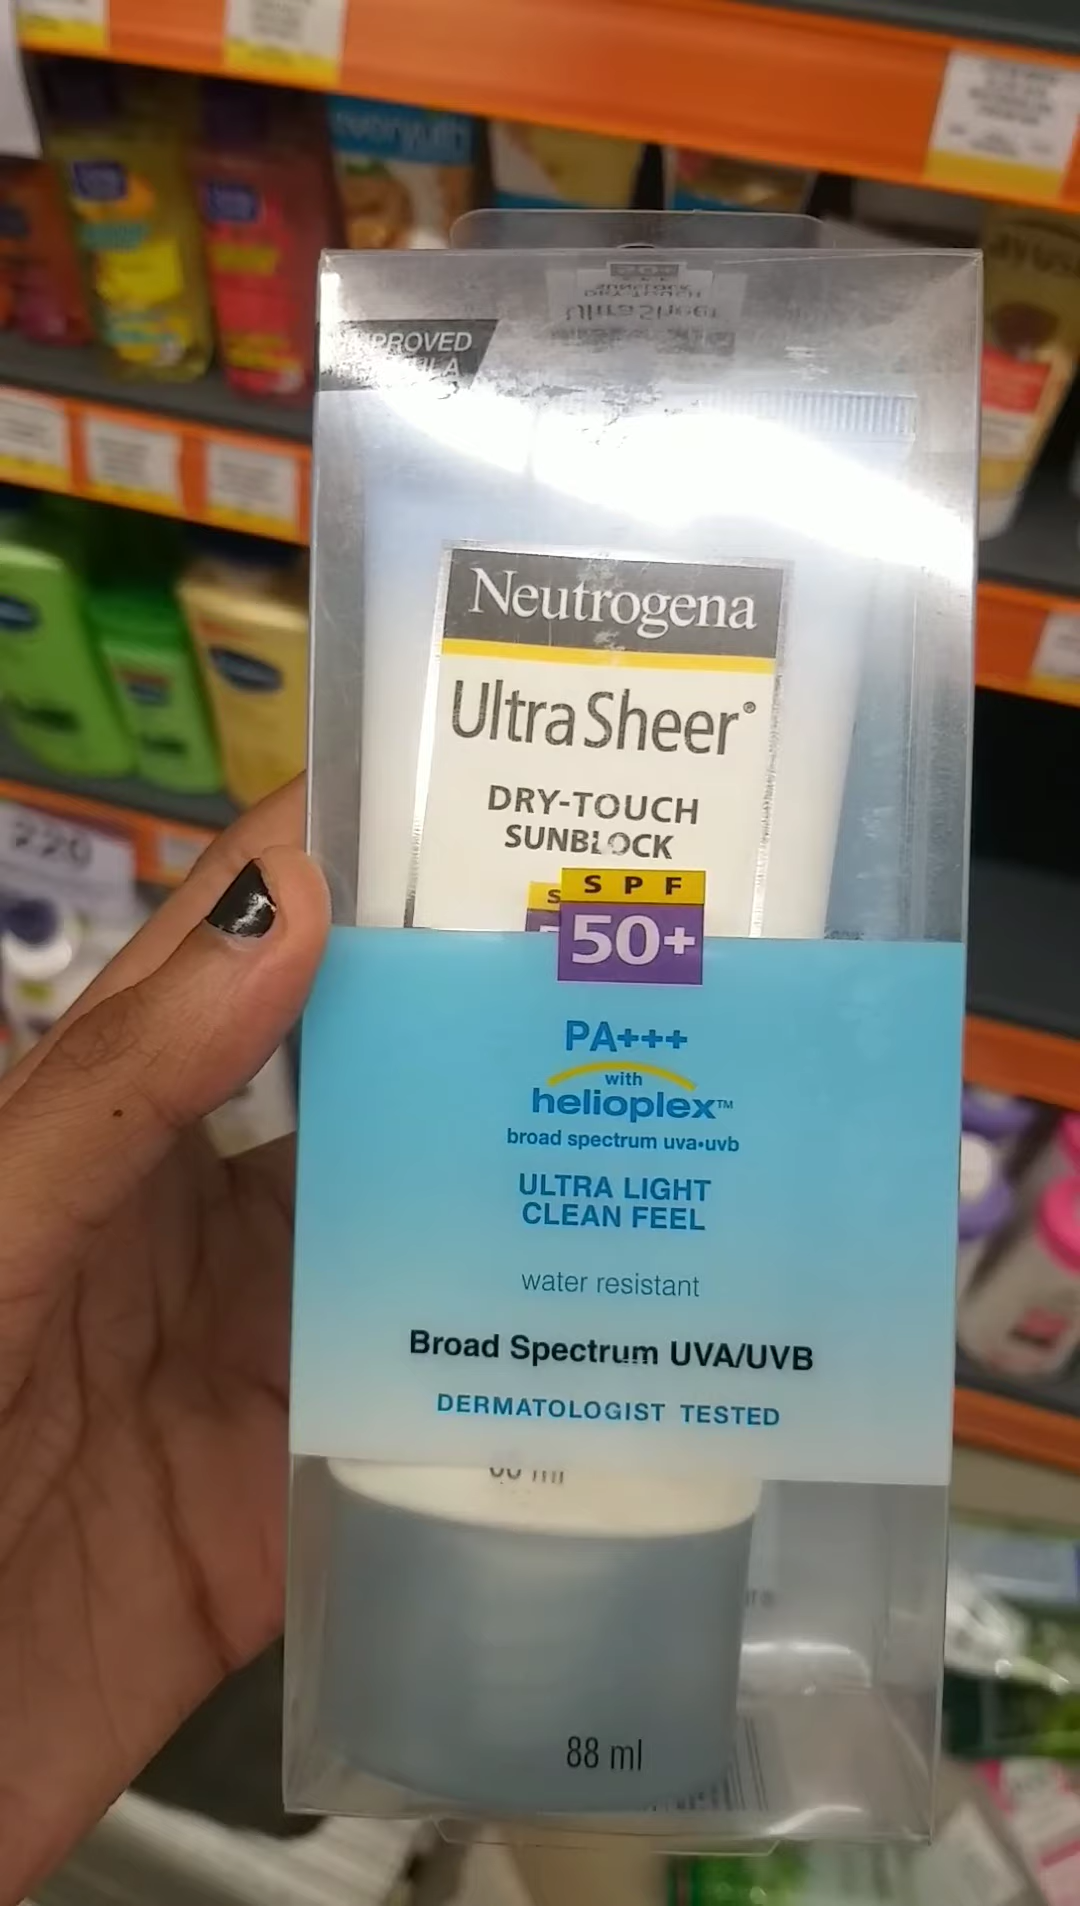 Neutrogena
Ultra Sheer®
DRY-TOUCH
SUNBLOCK
SPF
50+
PA+++
with
helioplex™
broad spectrum uva•uvb
ULTRA LIGHT
CLEAN FEEL
water resistant
Broad Spectrum UVA/UVB
DERMATOLOGIST TESTED
88 ml
220